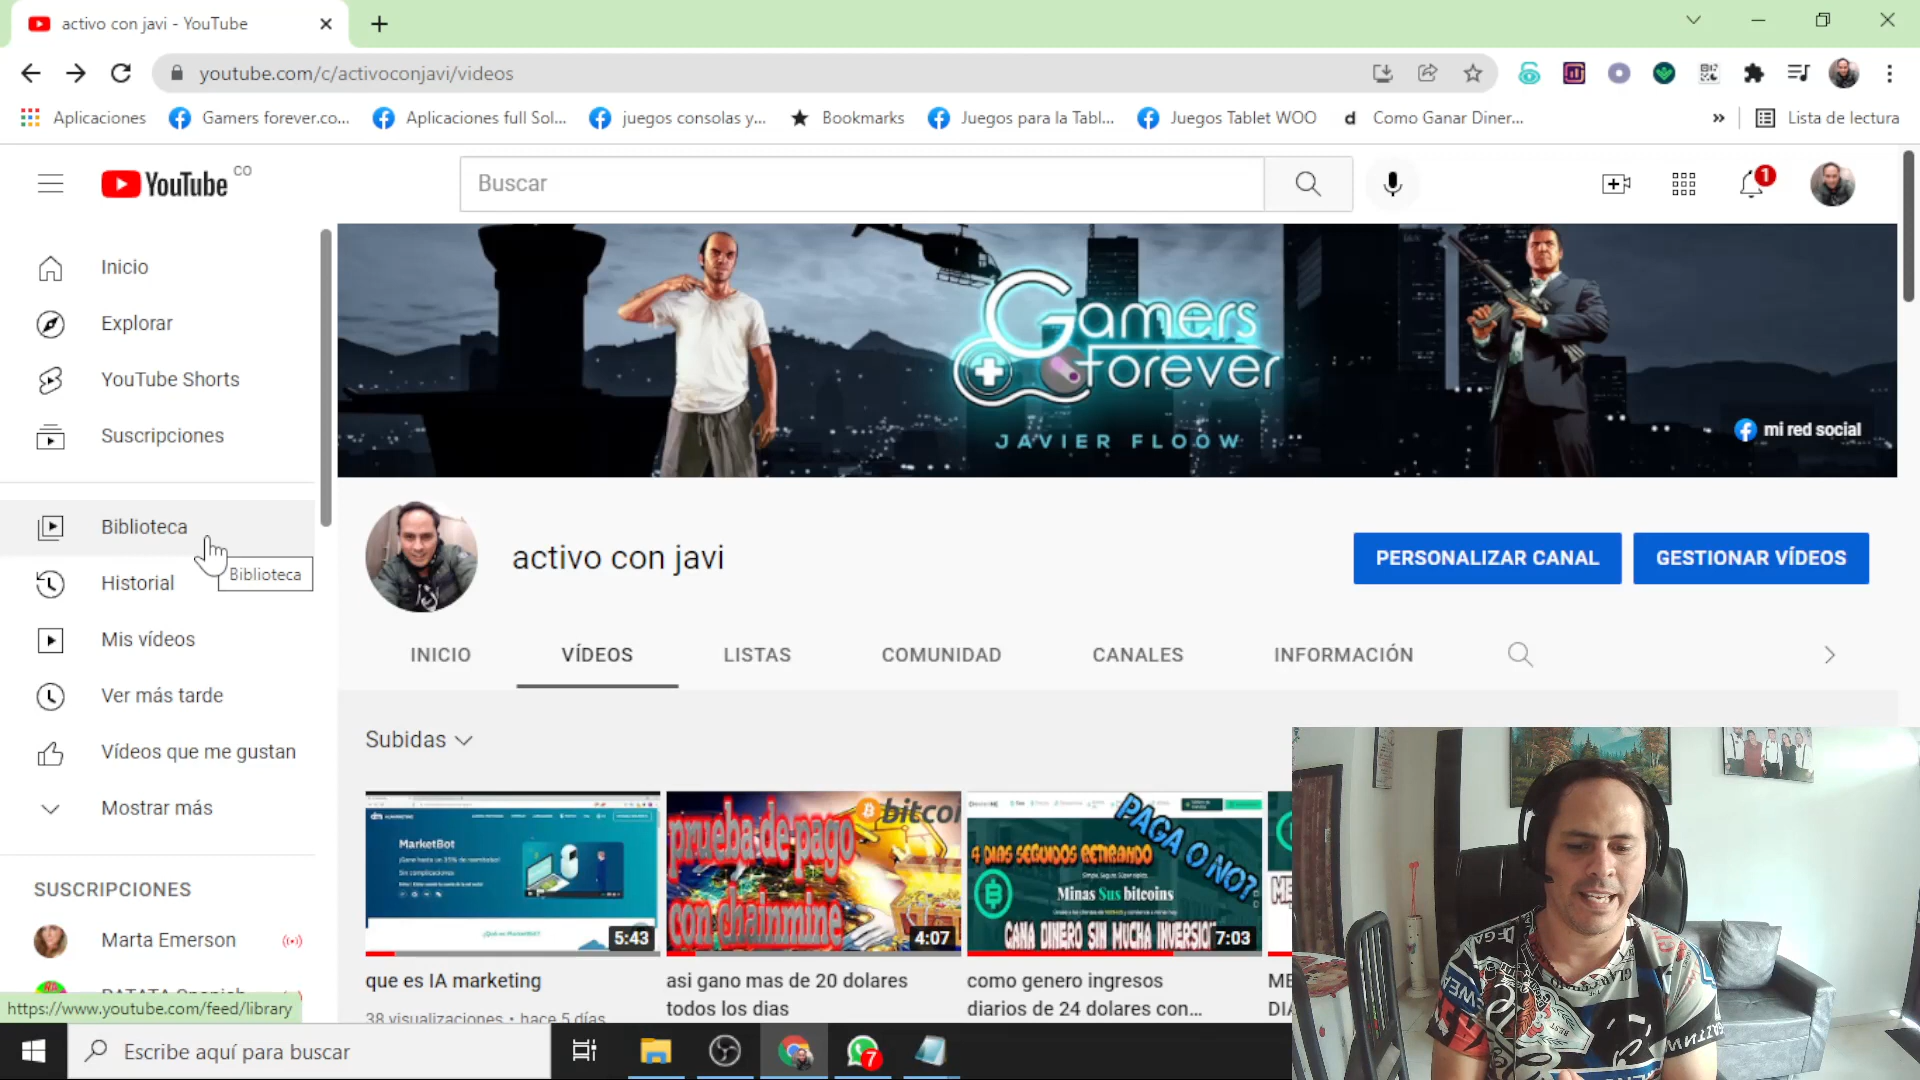 activo con javi - YouTube
youtube.com/c/activoconjavi/videos
Aplicaciones
Gamers forever.co...
Aplicaciones full Sol...
juegos consolas y...
Bookmarks
Juegos para la Tabl...
Juegos Tablet WOO
d
Como Ganar Diner...
»
Lista de lectura
YouTube CO
Buscar
1
Inicio
Explorar
YouTube Shorts
Suscripciones
Biblioteca
Biblioteca
Historial
Mis vídeos
Ver más tarde
Vídeos que me gustan
Mostrar más
SUSCRIPCIONES
Marta Emerson
https://www.youtube.com/feed/library
Gamers
forever
JAVIER FLOOW
mi red social
activo con javi
PERSONALIZAR CANAL
GESTIONAR VÍDEOS
INICIO
VÍDEOS
LISTAS
COMUNIDAD
CANALES
INFORMACIÓN
Subidas
MarketBot
5:43
que es IA marketing
38 visualizaciones • hace 5 días
bitcoi
prueba de pago
con chainmine
4:07
asi gano mas de 20 dolares
todos los dias
PAGA O NO?
4 DIAS SEGUIDOS RETIRANDO
Minas Sus bitcoins
GANA DINERO SIN MUCHA INVERSIO
7:03
como genero ingresos
diarios de 24 dolares con...
Escribe aquí para buscar
7